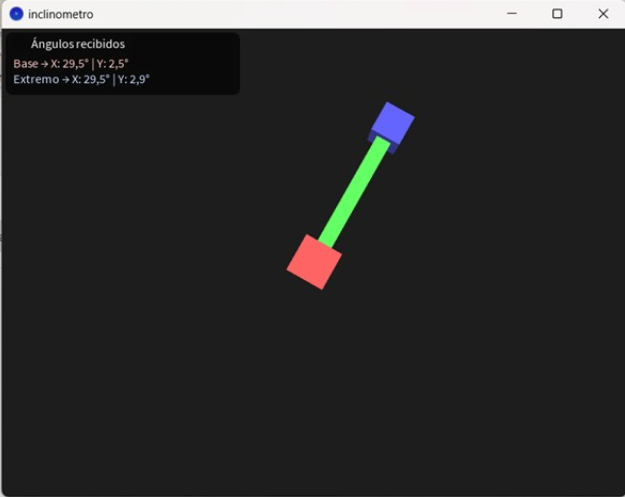 inclinometro
Ángulos recibidos
Base → X: 29,5° | Y: 2,5°
Extremo → X: 29,5° | Y: 2,9°